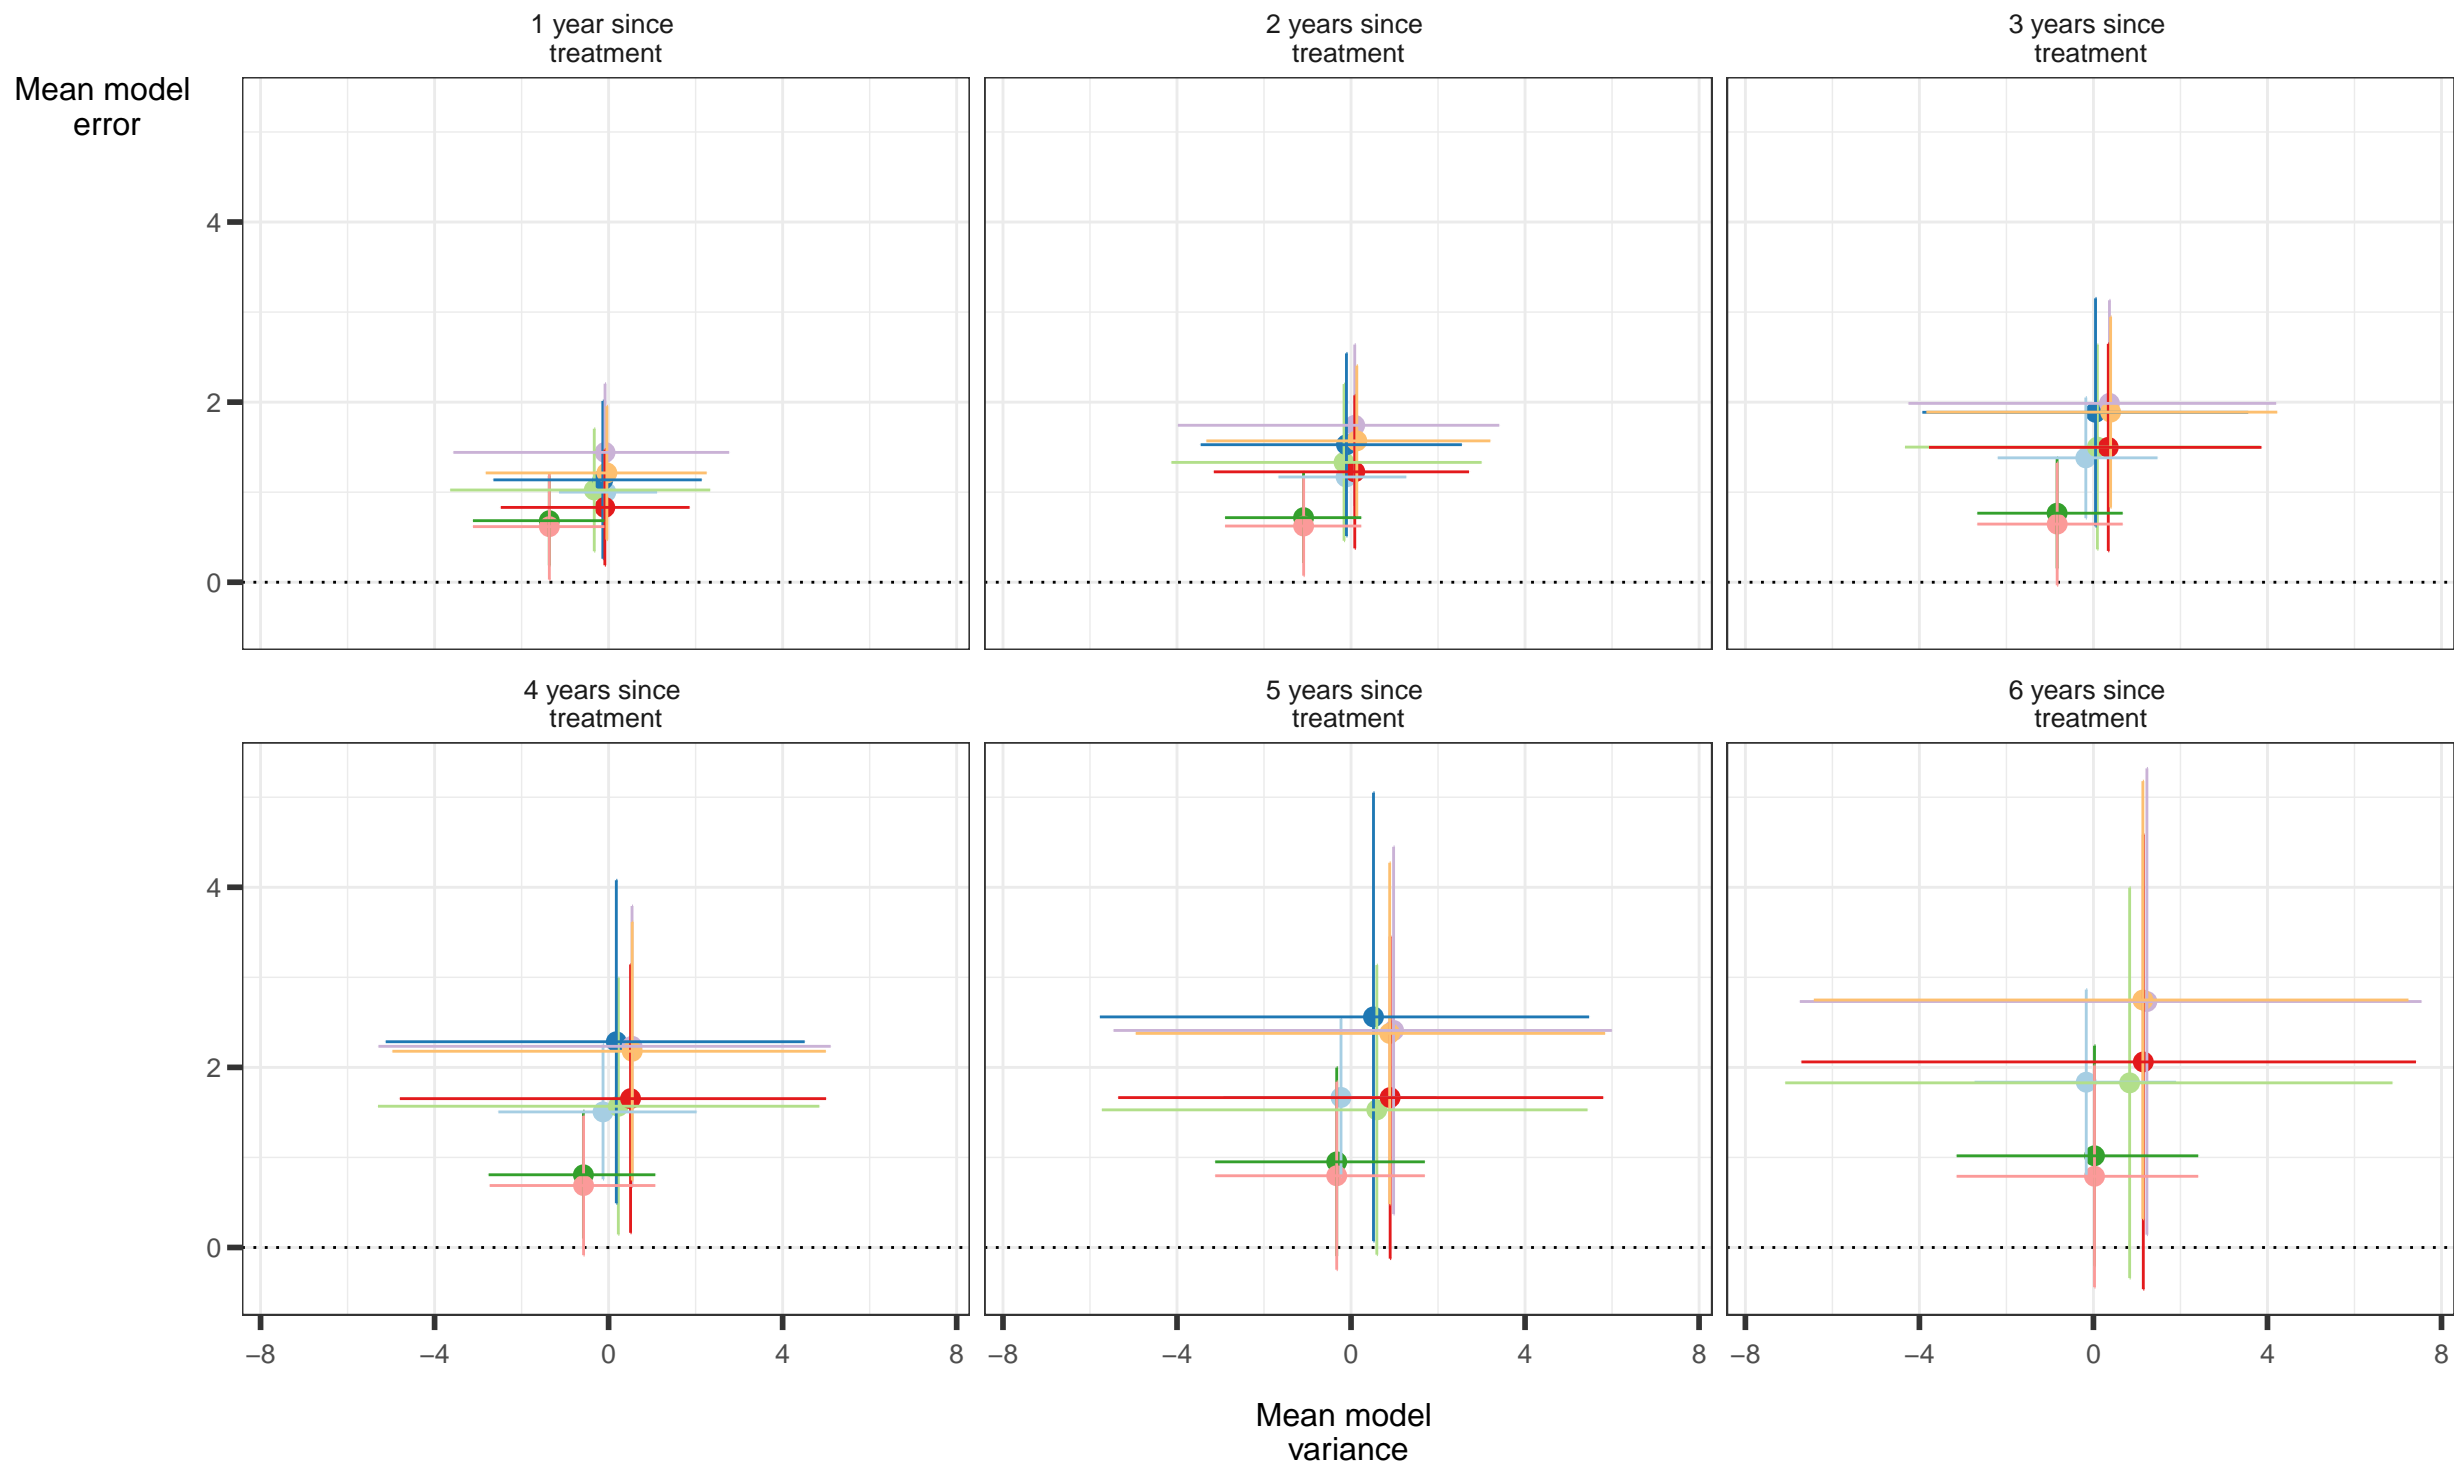 1 year since
treatment
2 years since
treatment
3 years since
treatment
Mean model
error
4
2
0
4 years since
treatment
5 years since
treatment
6 years since
treatment
4
2
0
−8 −4 0 4 8
−8 −4 0 4 8
−8 −4 0 4 8
Mean model
variance